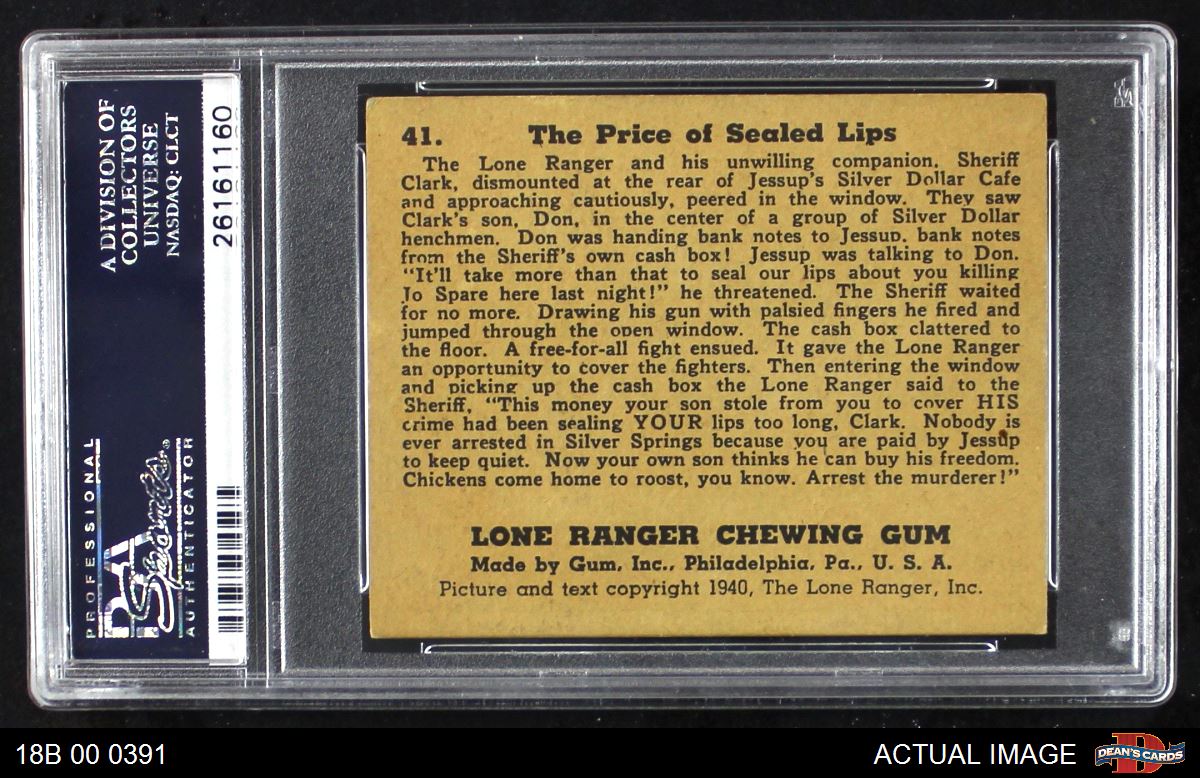 A DIVISION OF
COLLECTORS
UNIVERSE
NASDAQ: CLCT
26161160
PROFESSIONAL
PSA
Sports
AUTHENTICATOR
41. The Price of Sealed Lips
The Lone Ranger and his unwilling companion, Sheriff
Clark, dismounted at the rear of Jessup's Silver Dollar Cafe
and approaching cautiously, peered in the window. They saw
Clark's son, Don, in the center of a group of Silver Dollar
henchmen. Don was handing bank notes to Jessup, bank notes
from the Sheriff's own cash box! Jessup was talking to Don.
"It'll take more than that to seal our lips about you killing
Jo Spare here last night!" he threatened. The Sheriff waited
for no more. Drawing his gun with palsied fingers he fired and
jumped through the open window. The cash box clattered to
the floor. A free-for-all fight ensued. It gave the Lone Ranger
an opportunity to cover the fighters. Then entering the window
and picking up the cash box the Lone Ranger said to the
Sheriff, "This money your son stole from you to cover HIS
crime had been sealing YOUR lips too long, Clark. Nobody is
ever arrested in Silver Springs because you are paid by Jessup
to keep quiet. Now your own son thinks he can buy his freedom.
Chickens come home to roost, you know. Arrest the murderer!"
LONE RANGER CHEWING GUM
Made by Gum, Inc., Philadelphia, Pa., U. S. A.
Picture and text copyright 1940, The Lone Ranger, Inc.
18B 00 0391
ACTUAL IMAGE
DEAN'S CARDS